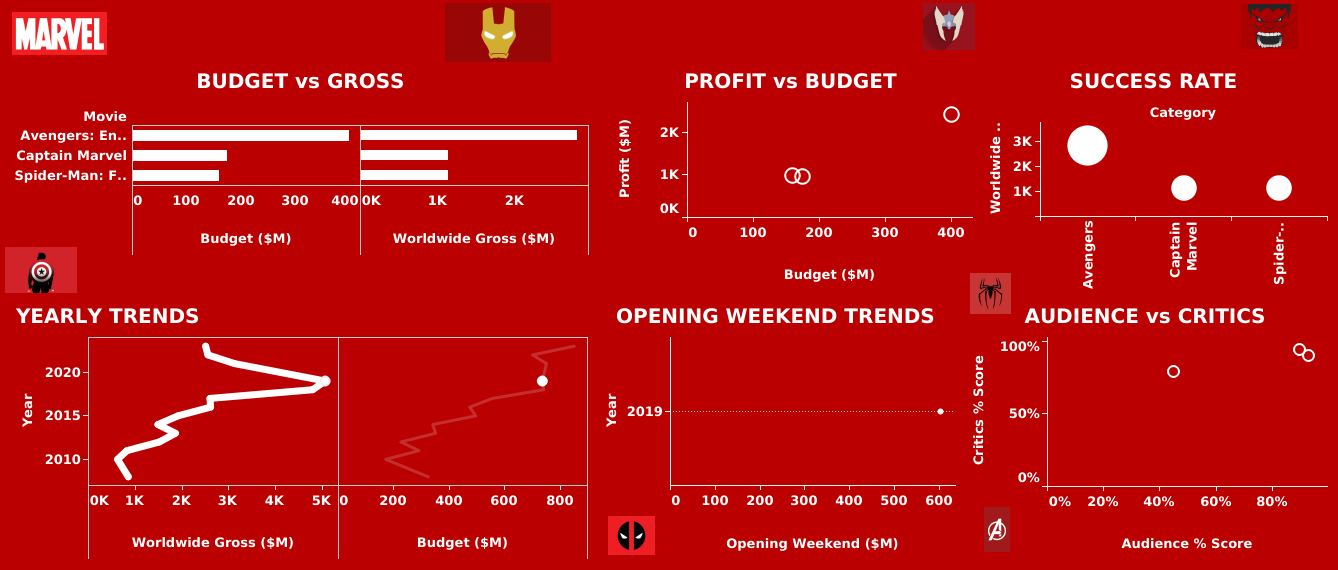 MARVEL
BUDGET vs GROSS
Movie
Avengers: En..
Captain Marvel
Spider-Man: F..
0 100 200 300 400 0K 1K 2K
Budget ($M) Worldwide Gross ($M)
PROFIT vs BUDGET
Profit ($M)
2K
1K
0K
0 100 200 300 400
Budget ($M)
SUCCESS RATE
Category
Worldwide ..
3K
2K
1K
Avengers
Captain
Marvel
Spider-..
YEARLY TRENDS
Year
2020
2015
2010
0K 1K 2K 3K 4K 5K 0 200 400 600 800
Worldwide Gross ($M) Budget ($M)
OPENING WEEKEND TRENDS
Year
2019
0 100 200 300 400 500 600
Opening Weekend ($M)
AUDIENCE vs CRITICS
Critics % Score
100%
50%
0%
0% 20% 40% 60% 80%
Audience % Score